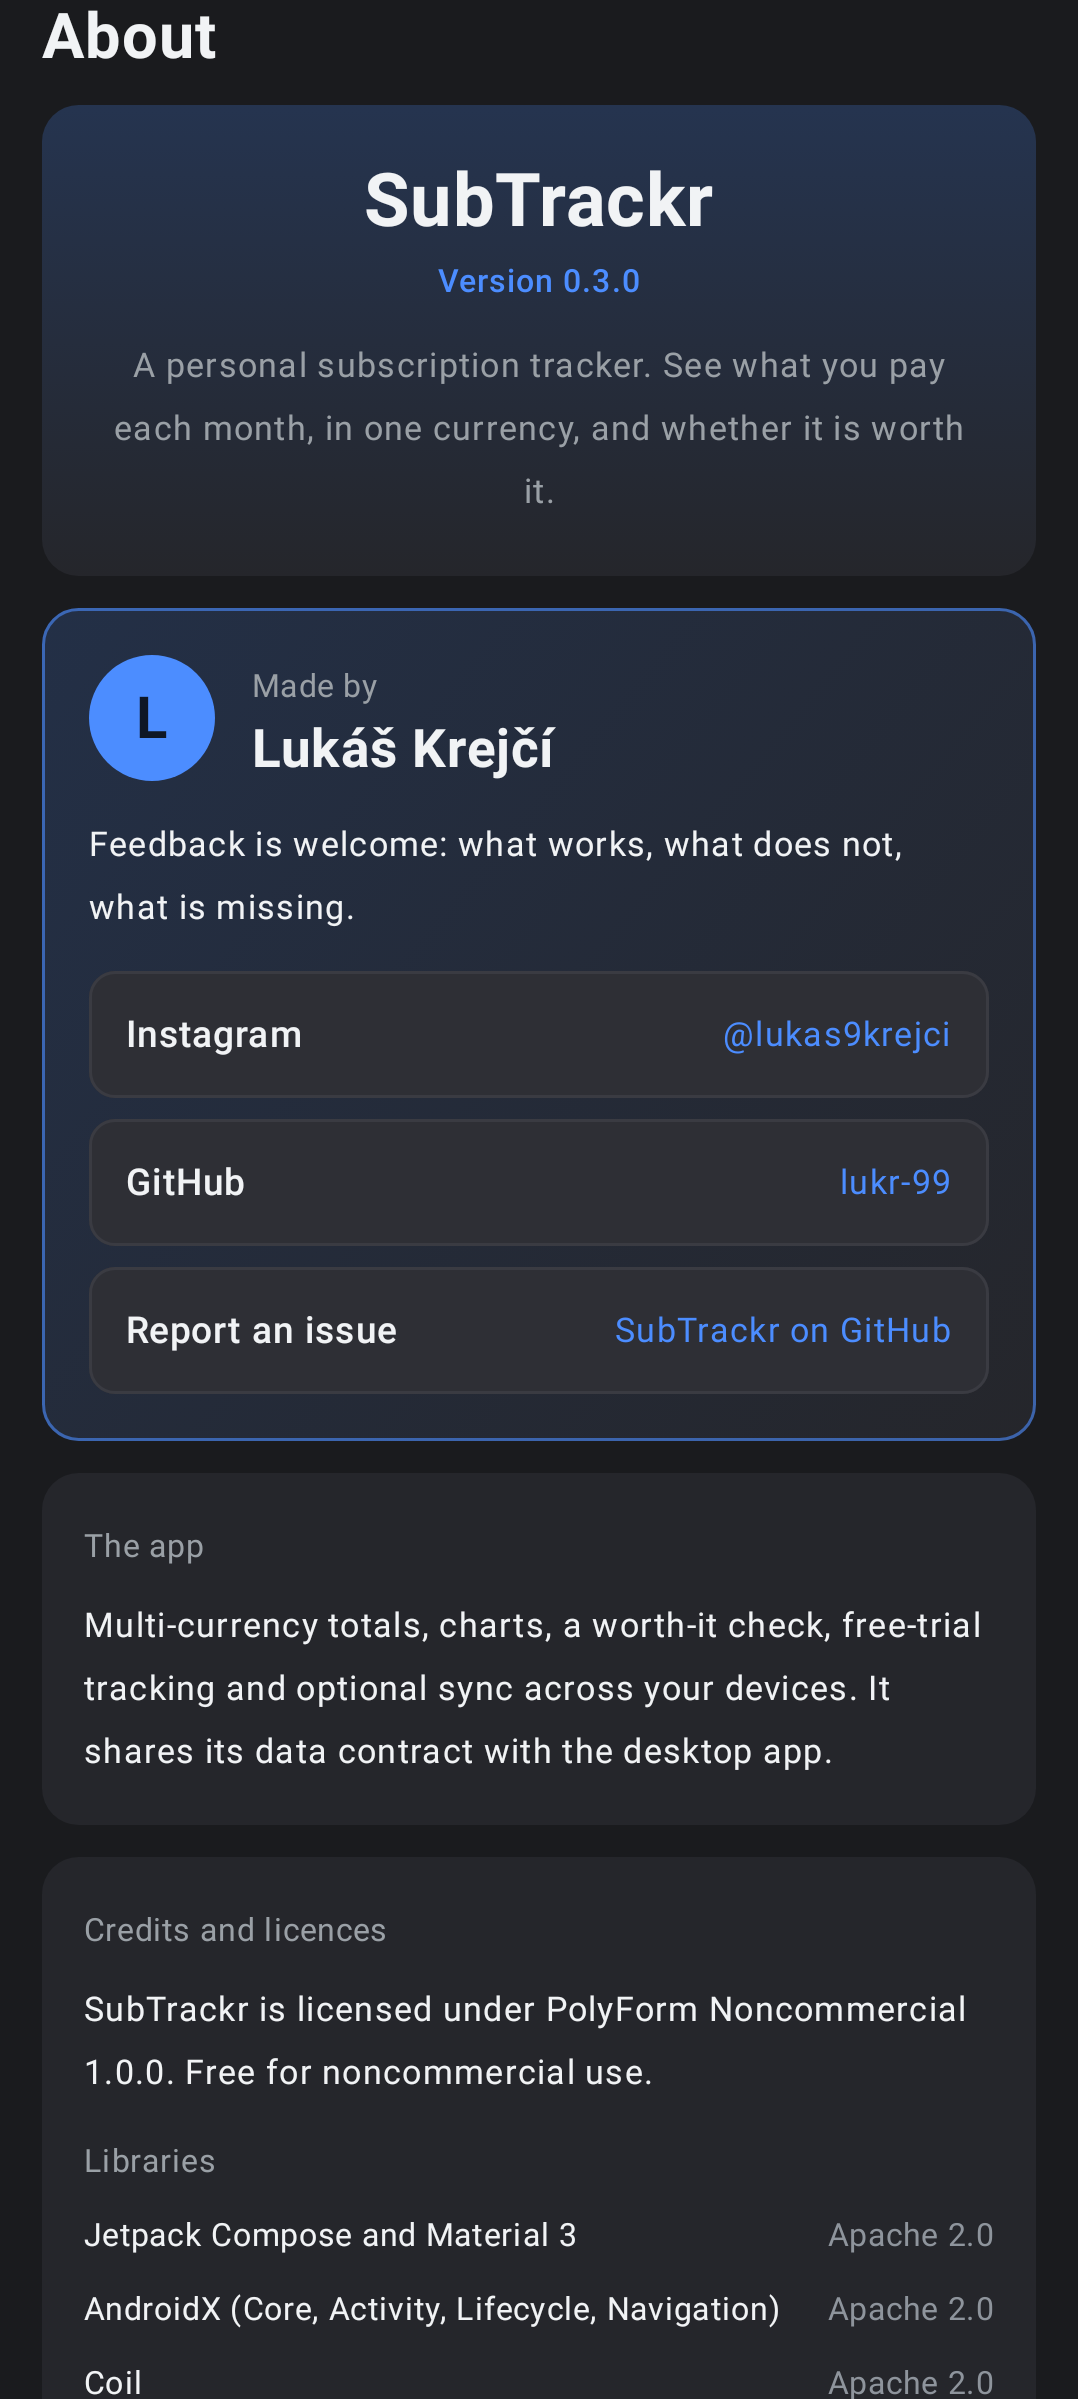 About
SubTrackr
Version 0.3.0
A personal subscription tracker. See what you pay
each month, in one currency, and whether it is worth
it.
L
Made by
Lukáš Krejčí
Feedback is welcome: what works, what does not,
what is missing.
Instagram @lukas9krejci
GitHub lukr-99
Report an issue SubTrackr on GitHub
The app
Multi-currency totals, charts, a worth-it check, free-trial
tracking and optional sync across your devices. It
shares its data contract with the desktop app.
Credits and licences
SubTrackr is licensed under PolyForm Noncommercial
1.0.0. Free for noncommercial use.
Libraries
Jetpack Compose and Material 3 Apache 2.0
AndroidX (Core, Activity, Lifecycle, Navigation) Apache 2.0
Coil Apache 2.0